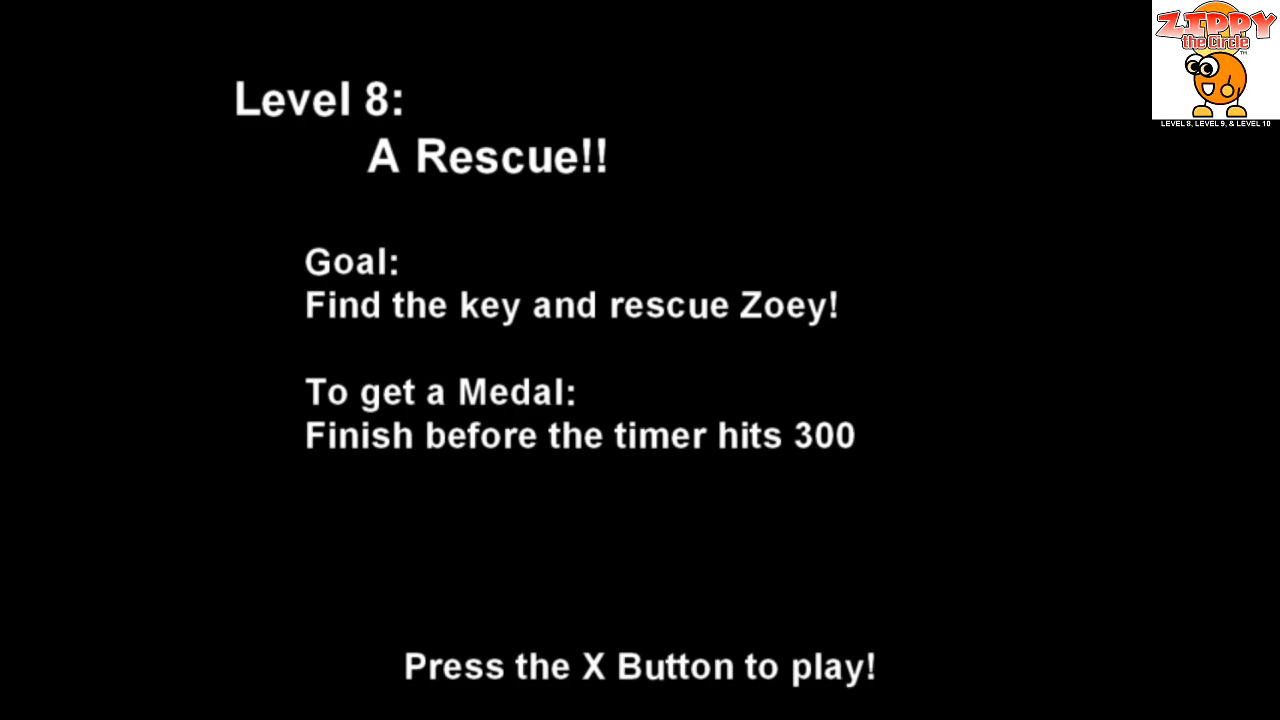 ZIPPY
the Circle
TM
LEVEL 8, LEVEL 9, & LEVEL 10
Level 8:
A Rescue!!
Goal:
Find the key and rescue Zoey!
To get a Medal:
Finish before the timer hits 300
Press the X Button to play!